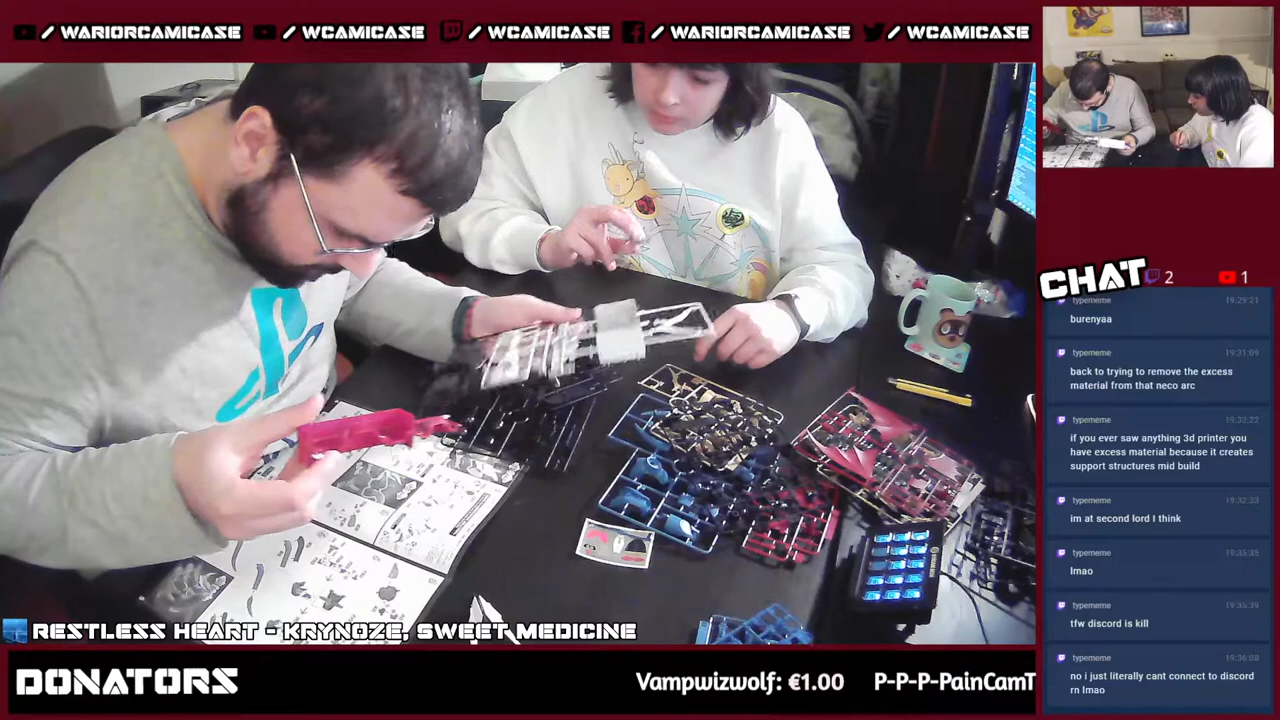 / WARIORCAMICASE / WCAMICASE / WCAMICASE / WARIORCAMICASE / WCAMICASE
CHAT 2 1
typememe 19:29:21
burenyaa
typememe 19:31:09
back to trying to remove the excess
material from that neco arc
typememe 19:32:22
if you ever saw anything 3d printer you
have excess material because it creates
support structures mid build
typememe 19:32:33
im at second lord I think
typememe 19:35:35
lmao
typememe 19:35:39
tfw discord is kill
typememe 19:36:08
no i just literally cant connect to discord
rn lmao
RESTLESS HEART - KRYNOZE, SWEET MEDICINE
DONATORS Vampwizwolf: €1.00 P-P-P-PainCamT